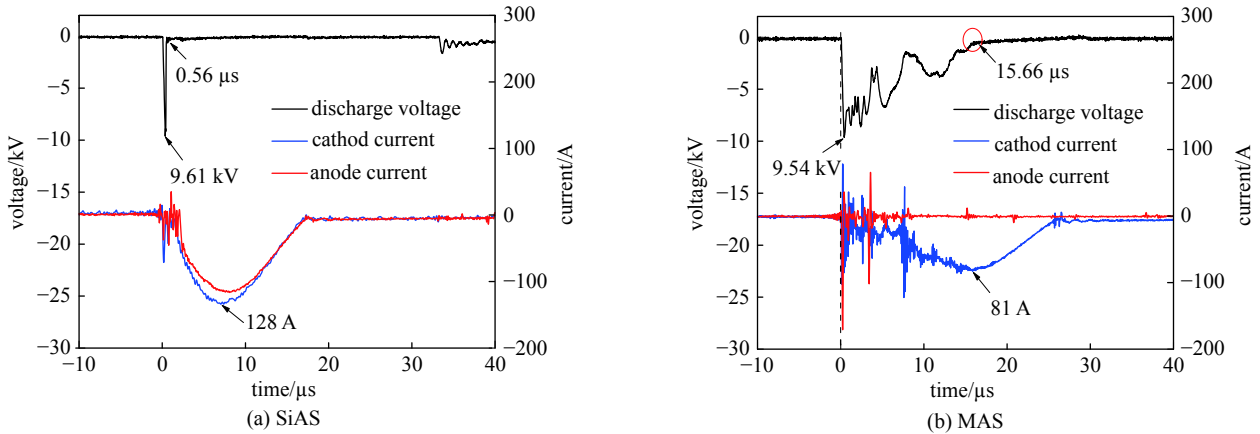 0
−5
−10
−15
−20
−25
−30
voltage/kV
300
200
100
0
−100
−200
current/A
0.56 μs
9.61 kV
discharge voltage
cathod current
anode current
128 A
−10
0
10
20
30
40
time/μs
(a) SiAS
0
−5
−10
−15
−20
−25
−30
voltage/kV
300
200
100
0
−100
−200
current/A
15.66 μs
9.54 kV
discharge voltage
cathod current
anode current
81 A
−10
0
10
20
30
40
time/μs
(b) MAS